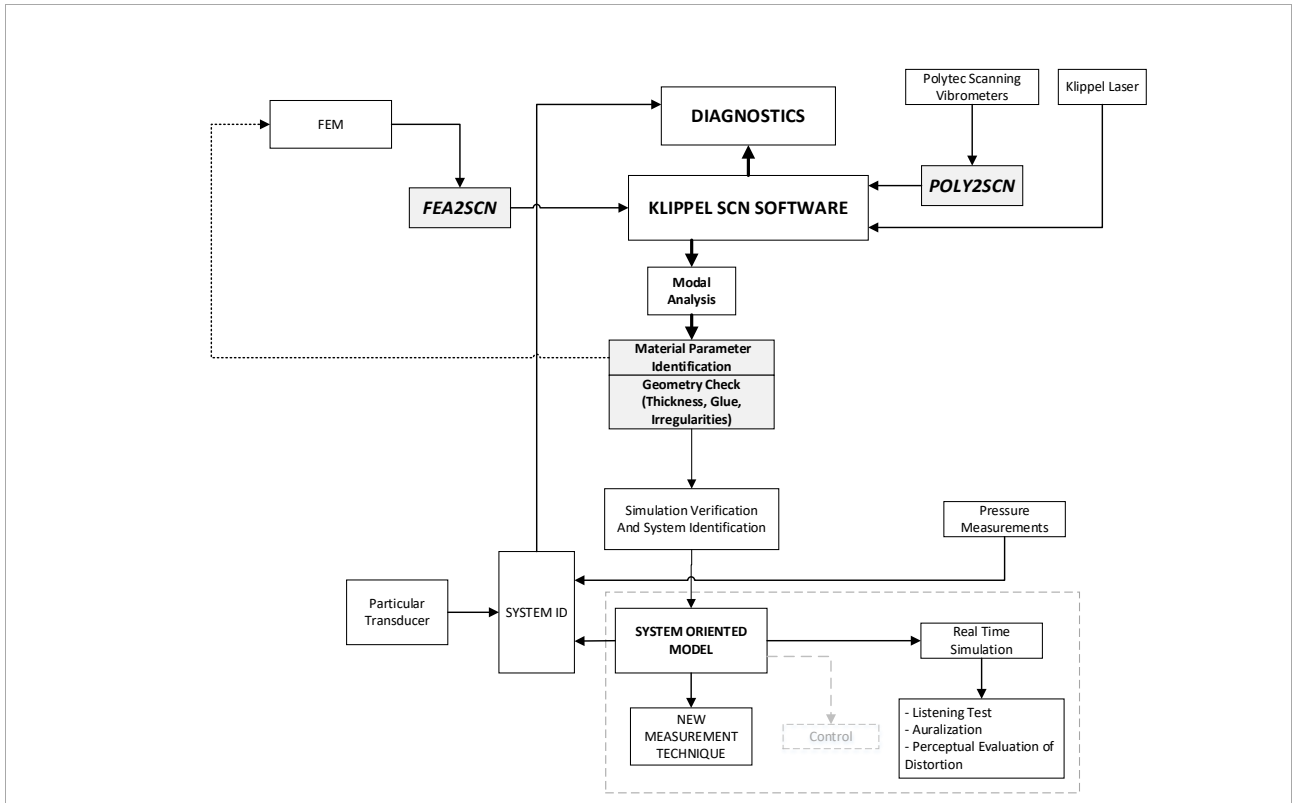 Polytec Scanning
Vibrometers
Klippel Laser
DIAGNOSTICS
FEM
POLY2SCN
FEA2SCN
KLIPPEL SCN SOFTWARE
Modal
Analysis
Material Parameter
Identification
Geometry Check
(Thickness, Glue,
Irregularities)
Simulation Verification
And System Identification
Pressure
Measurements
Particular
Transducer
SYSTEM ID
SYSTEM ORIENTED
MODEL
Real Time
Simulation
NEW
MEASUREMENT
TECHNIQUE
Control
- Listening Test
- Auralization
- Perceptual Evaluation of
Distortion